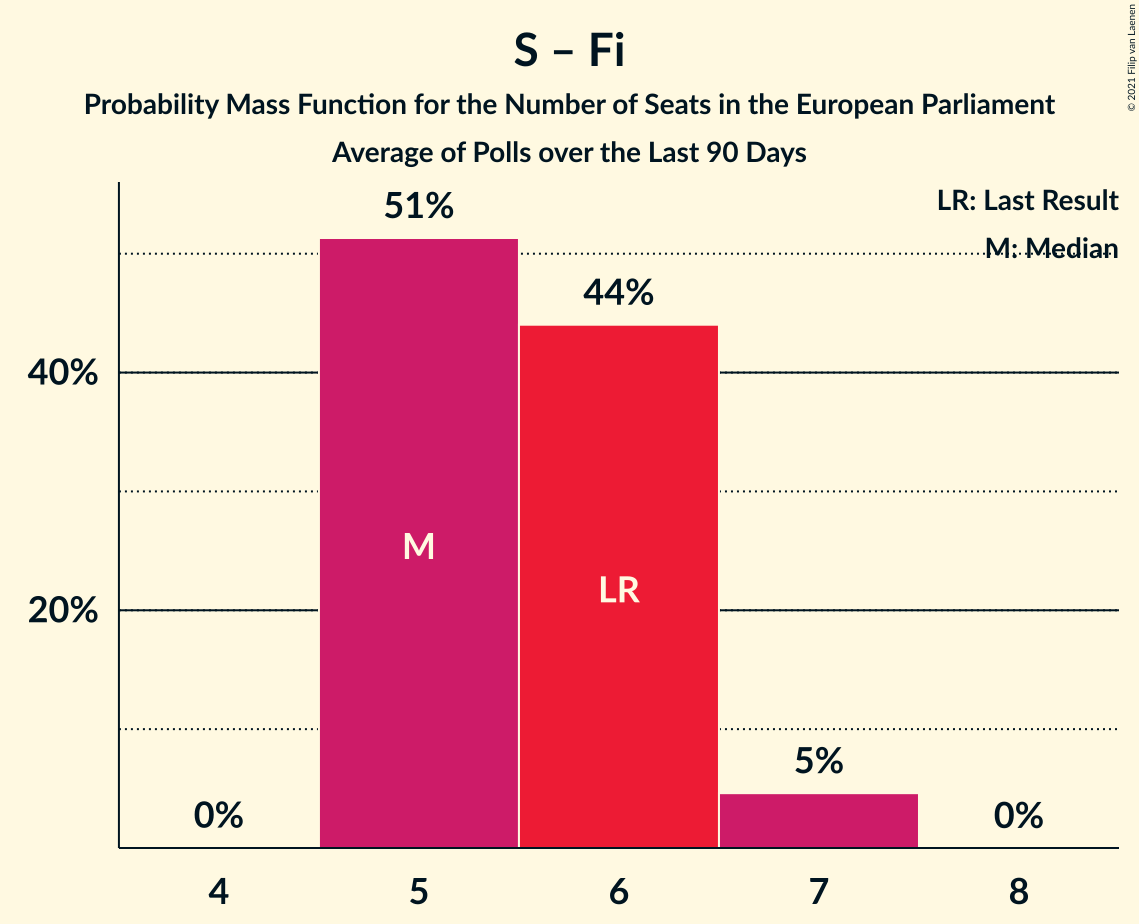 S – Fi
Probability Mass Function for the Number of Seats in the European Parliament
Average of Polls over the Last 90 Days
© 2021 Filip van Laenen
LR: Last Result
M: Median
51%
44%
40%
M
LR
20%
5%
0%
0%
4
5
6
7
8